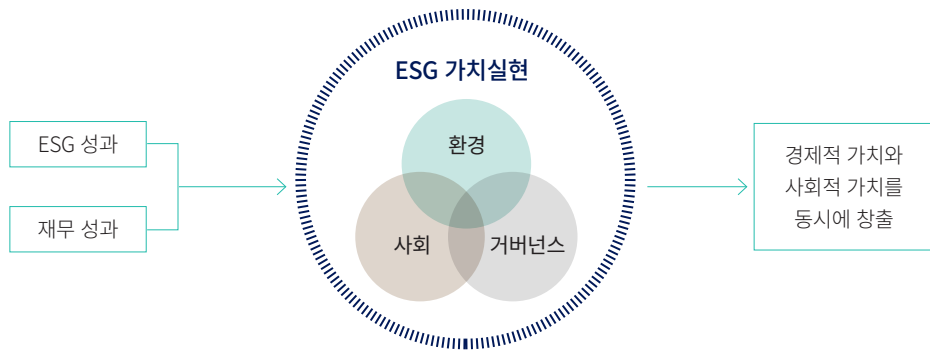 ESG 성과
재무 성과
ESG 가치실현
환경
사회
거버넌스
경제적 가치와
사회적 가치를
동시에 창출